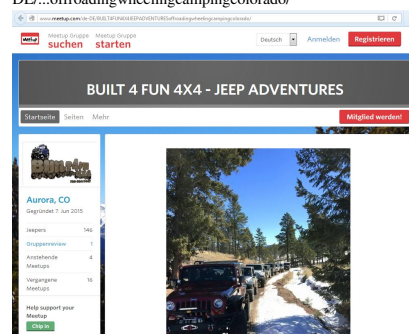 DE/...offroadingwheelingcampingcolorado/
www.meetup.com/de-DE/BUILT4FUN4X4JEEPADVENTURESoffroadingwheelingcampingcolorado/
Meetup
Meetup Gruppe suchen
Meetup Gruppe starten
Deutsch
Anmelden
Registrieren
BUILT 4 FUN 4X4 - JEEP ADVENTURES
Startseite
Seiten
Mehr
Mitglied werden!
Aurora, CO
Gegründet 7. Jun 2015
Jeepers 146
Gruppenreview 1
Anstehende Meetups 4
Vergangene Meetups 16
Help support your Meetup
Chip in